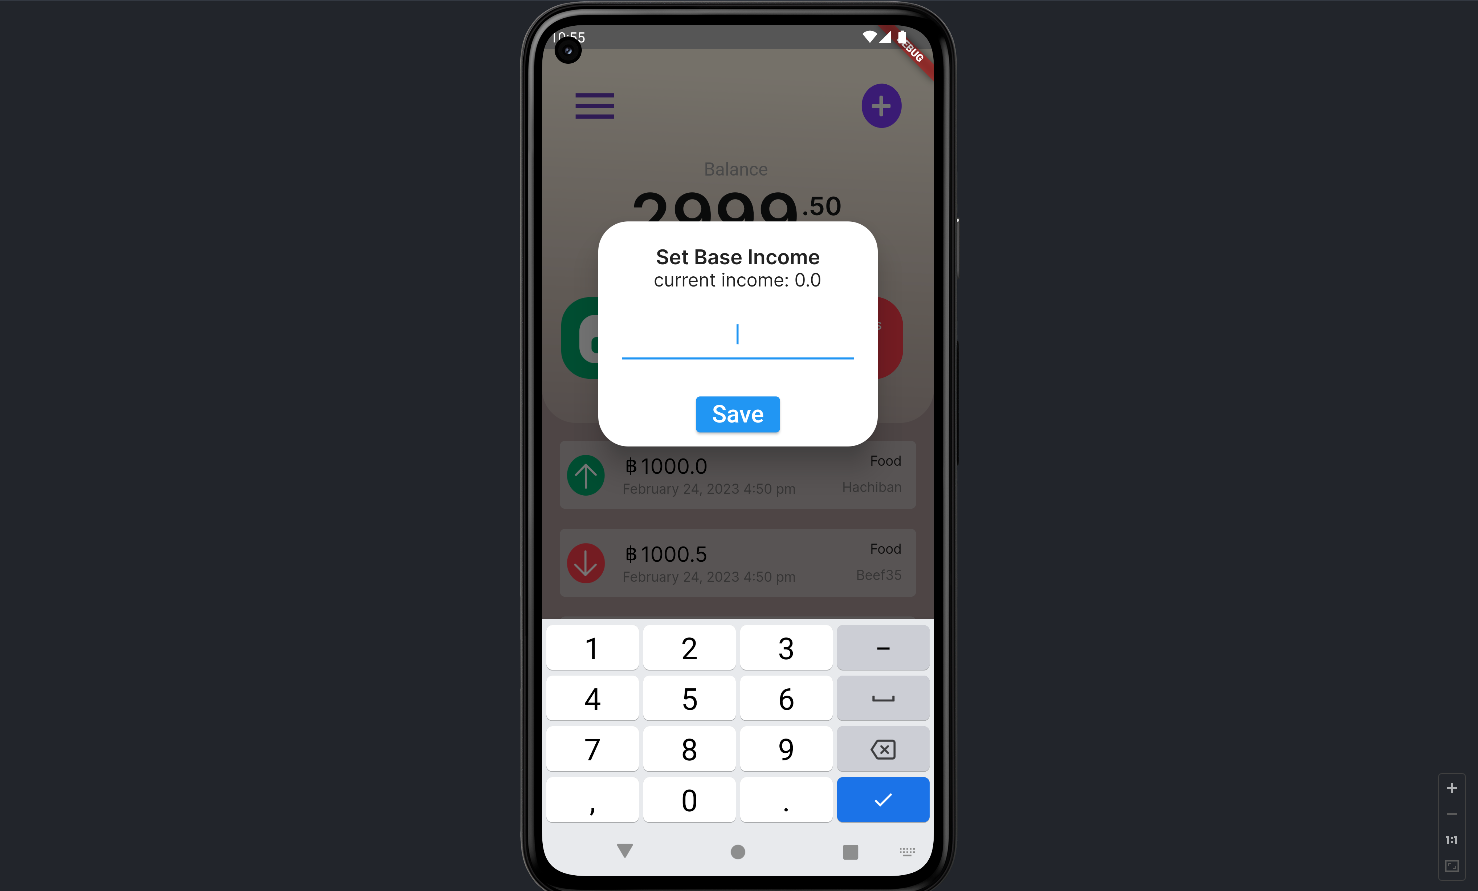 0:55
EBUG
Balance
2999.50
Set Base Income
current income: 0.0
s
Save
฿1000.0
Food
February 24, 2023 4:50 pm
Hachiban
฿1000.5
Food
February 24, 2023 4:50 pm
Beef35
1 2 3 –
4 5 6
7 8 9
, 0 .
1:1